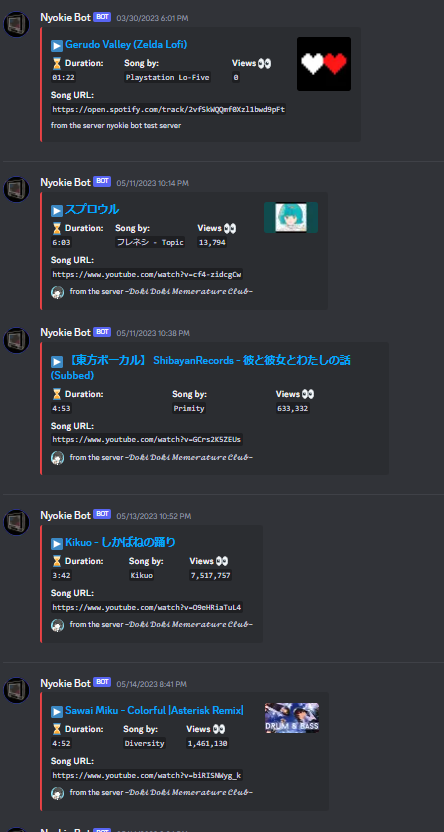 Nyokie Bot BOT 03/30/2023 6:01 PM
Gerudo Valley (Zelda Lofi)
Duration: Song by: Views
01:22 Playstation Lo-Five 0
Song URL:
https://open.spotify.com/track/2vfSkWQQmf0Xzl1bwd9pFt
from the server nyokie bot test server
Nyokie Bot BOT 05/11/2023 10:14 PM
スプロウル
Duration: Song by: Views
6:03 フレネシ - Topic 13,794
Song URL:
https://www.youtube.com/watch?v=cf4-zidcgCw
from the server ~𝓓𝓸𝓴𝓲 𝓓𝓸𝓴𝓲 𝓜𝓮𝓶𝓮𝓻𝓪𝓽𝓾𝓻𝓮 𝓒𝓵𝓾𝓫~
Nyokie Bot BOT 05/11/2023 10:38 PM
【東方ボーカル】 ShibayanRecords - 彼と彼女とわたしの話
(Subbed)
Duration: Song by: Views
4:53 Primity 633,332
Song URL:
https://www.youtube.com/watch?v=GCrs2K5ZEUs
from the server ~𝓓𝓸𝓴𝓲 𝓓𝓸𝓴𝓲 𝓜𝓮𝓶𝓮𝓻𝓪𝓽𝓾𝓻𝓮 𝓒𝓵𝓾𝓫~
Nyokie Bot BOT 05/13/2023 10:52 PM
Kikuo - しかばねの踊り
Duration: Song by: Views
3:42 Kikuo 7,517,757
Song URL:
https://www.youtube.com/watch?v=O9eHRiaTuL4
from the server ~𝓓𝓸𝓴𝓲 𝓓𝓸𝓴𝓲 𝓜𝓮𝓶𝓮𝓻𝓪𝓽𝓾𝓻𝓮 𝓒𝓵𝓾𝓫~
Nyokie Bot BOT 05/14/2023 8:41 PM
Sawai Miku - Colorful |Asterisk Remix|
DRUM & BASS
Duration: Song by: Views
4:52 Diversity 1,461,130
Song URL:
https://www.youtube.com/watch?v=biRISNWyg_k
from the server ~𝓓𝓸𝓴𝓲 𝓓𝓸𝓴𝓲 𝓜𝓮𝓶𝓮𝓻𝓪𝓽𝓾𝓻𝓮 𝓒𝓵𝓾𝓫~